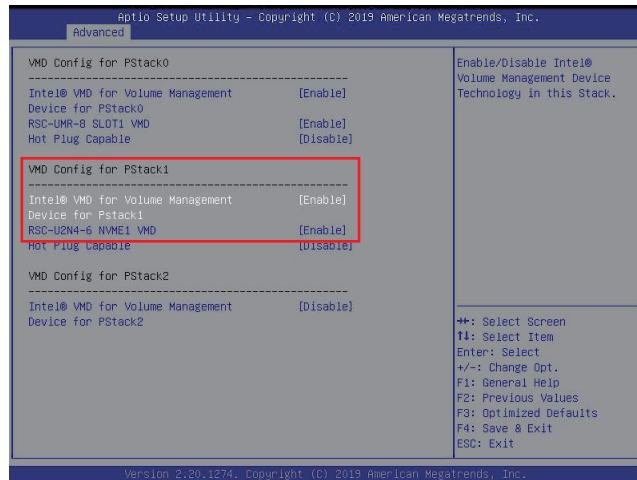 Aptio Setup Utility – Copyright (C) 2019 American Megatrends, Inc.
Advanced
VMD Config for PStack0
------------------------------------------------
Intel® VMD for Volume Management [Enable]
Device for PStack0
RSC-UMR-8 SLOT1 VMD [Enable]
Hot Plug Capable [Disable]
VMD Config for PStack1
------------------------------------------------
Intel® VMD for Volume Management [Enable]
Device for Pstack1
RSC-U2N4-6 NVME1 VMD [Enable]
Hot Plug Capable [Disable]
VMD Config for PStack2
------------------------------------------------
Intel® VMD for Volume Management [Disable]
Device for PStack2
Enable/Disable Intel®
Volume Management Device
Technology in this Stack.
→←: Select Screen
↑↓: Select Item
Enter: Select
+/-: Change Opt.
F1: General Help
F2: Previous Values
F3: Optimized Defaults
F4: Save & Exit
ESC: Exit
Version 2.20.1274. Copyright (C) 2019 American Megatrends, Inc.